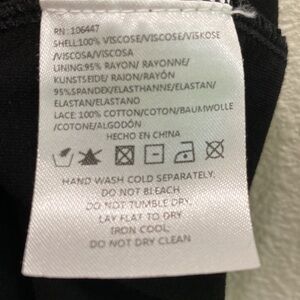 RN: 106447
SHELL:100% VISCOSE/VISCOSE/VISKOSE
/VISCOSA/VISCOSA
LINING:95% RAYON/ RAYONNE/
KUNSTSEIDE/ RAION/RAYÓN
95%SPANDEX/ELASTHANNE/ELASTAN/
ELASTAN/ELASTANO
LACE: 100% COTTON/COTON/BAUMWOLLE
/COTONE/ALGODÓN
HECHO EN CHINA
HAND WASH COLD SEPARATELY.
DO NOT BLEACH
DO NOT TUMBLE DRY.
LAY FLAT TO DRY
IRON COOL.
DO NOT DRY CLEAN